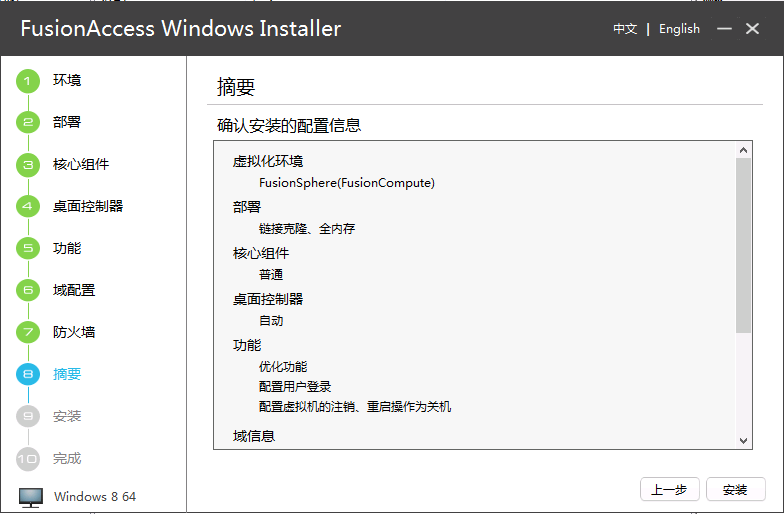 FusionAccess Windows Installer
中文 | English
1 环境
2 部署
3 核心组件
4 桌面控制器
5 功能
6 域配置
7 防火墙
8 摘要
9 安装
10 完成
Windows 8 64
摘要
确认安装的配置信息
虚拟化环境
FusionSphere(FusionCompute)
部署
链接克隆、全内存
核心组件
普通
桌面控制器
自动
功能
优化功能
配置用户登录
配置虚拟机的注销、重启操作为关机
域信息
上一步 安装